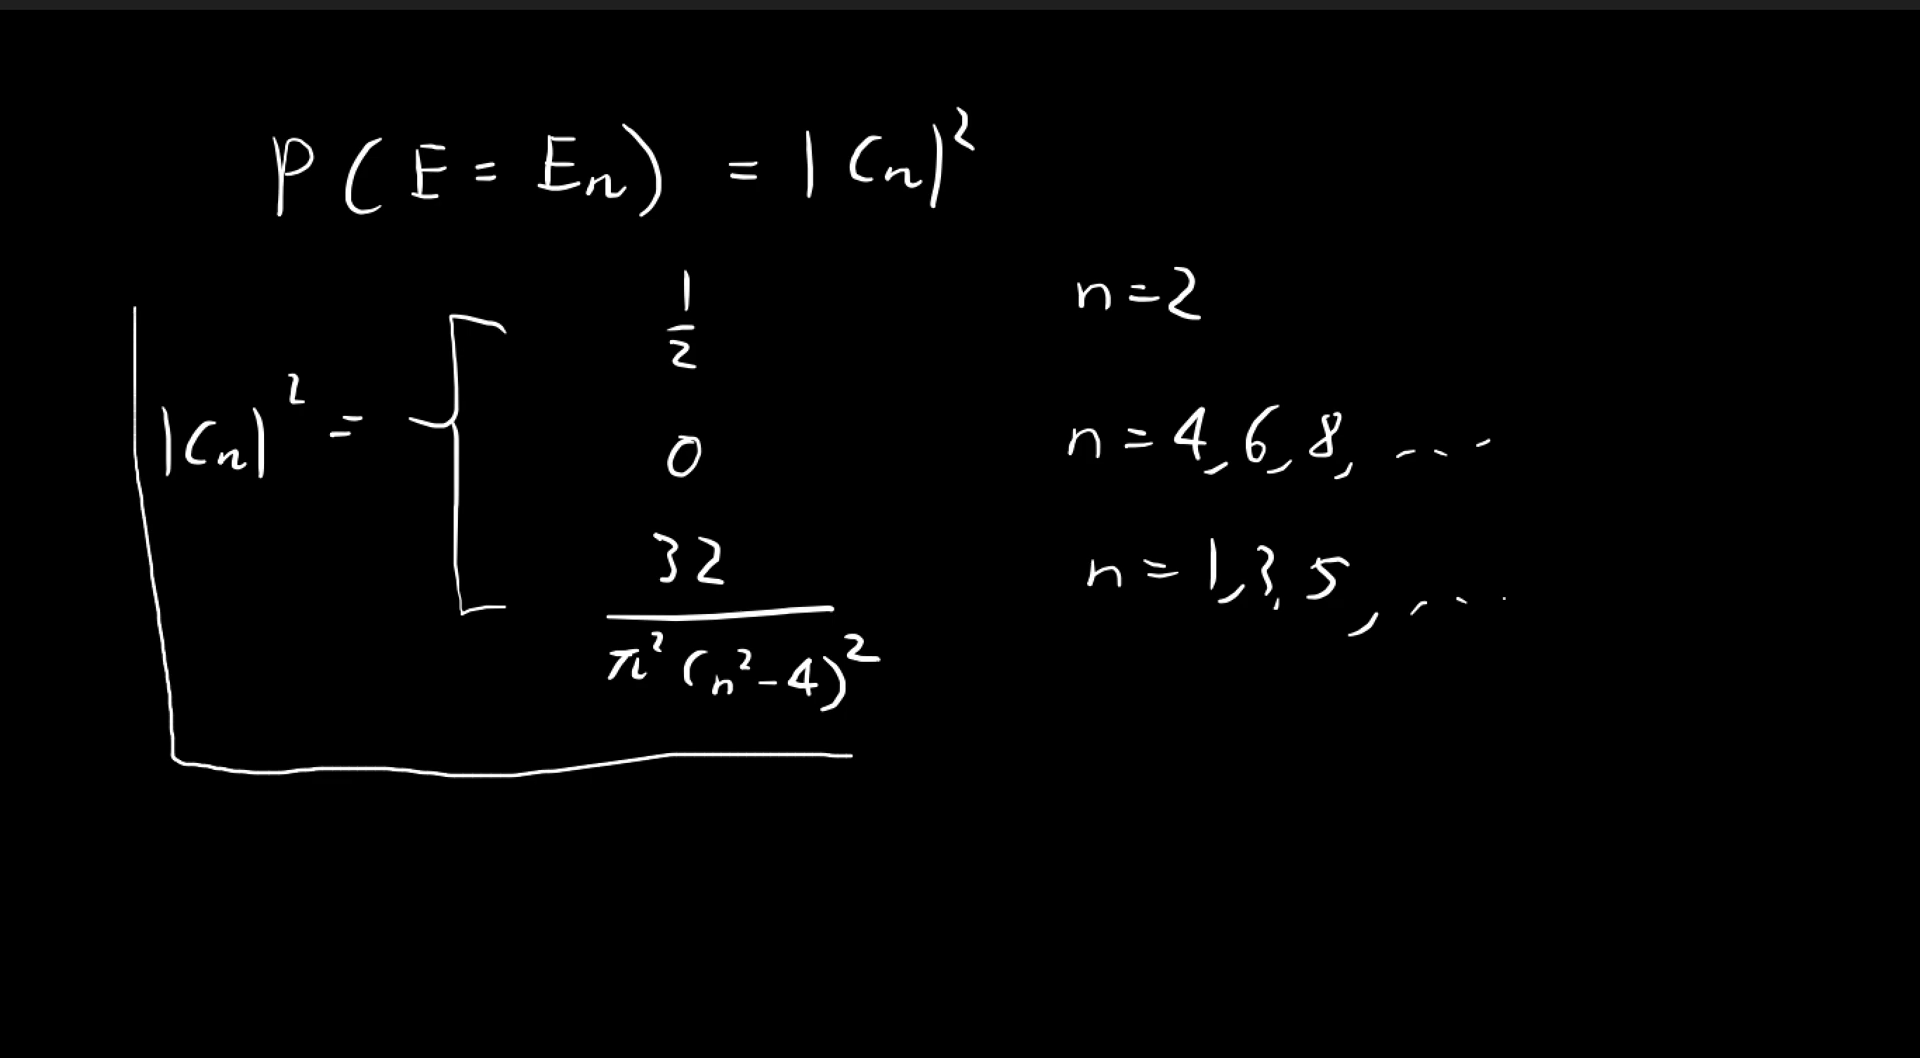 P(E = Eₙ) = |Cₙ|²
|Cₙ|² = {
1/2 n = 2
0 n = 4, 6, 8, ...
32/(π²(n²-4)²) n = 1, 3, 5, ...